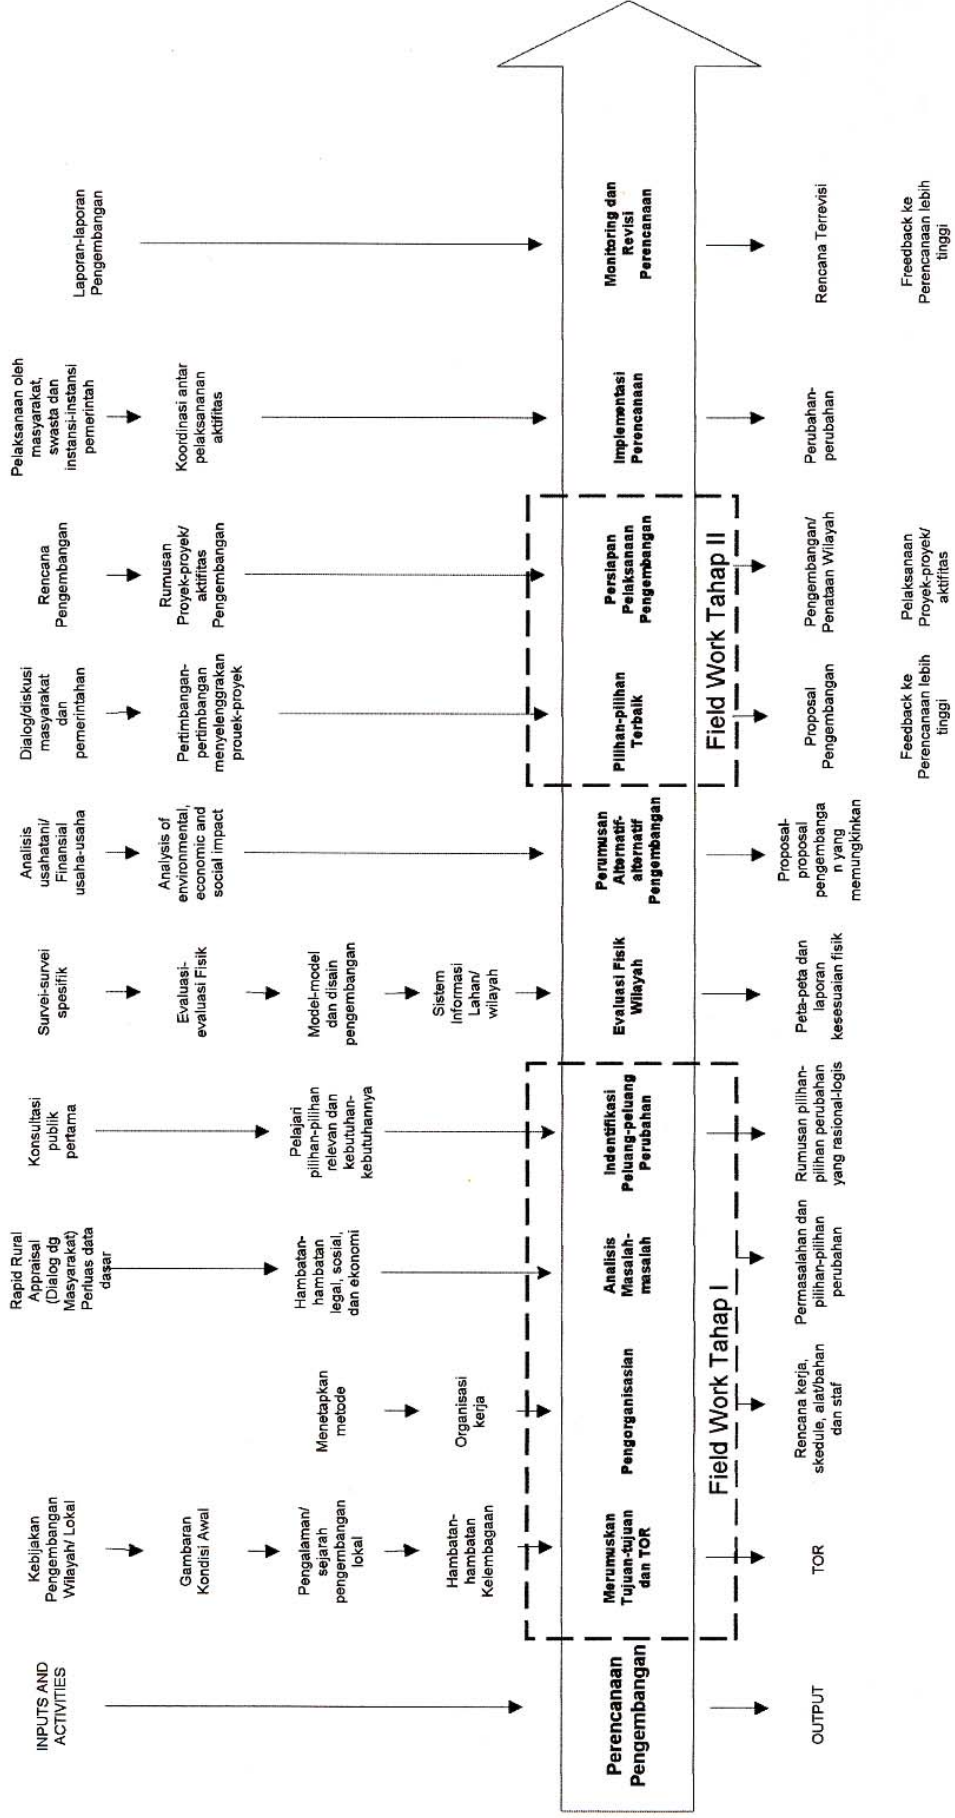 INPUTS AND
ACTIVITIES
Perencanaan
Pengembangan
OUTPUT
Kebijakan
Pengembangan
Wilayah/ Lokal
Gambaran
Kondisi Awal
Pengalaman/
sejarah
pengembangan
lokal
Hambatan-
hambatan
Kelembagaan
Merumuskan
Tujuan-tujuan
dan TOR
TOR
Menetapkan
metode
Organisasi
kerja
Pengorganisasian
Rencana kerja,
skedule, alat/bahan
dan staf
Rapid Rural
Appraisal
(Dialog dg
Masyarakat)
Perluas data
dasar
Hambatan-
hambatan
legal, sosial,
dan ekonomi
Analisis
Masalah-
masalah
Permasalahan dan
pilihan-pilihan
perubahan
Konsultasi
publik
pertama
Pelajari
pilihan-pilihan
relevan dan
kebutuhan-
kebutuhannya
Indentifikasi
Peluang-peluang
Perubahan
Rumusan pilihan-
pilihan perubahan
yang rasional-logis
Field Work Tahap I
Survei-survei
spesifik
Evaluasi-
evaluasi Fisik
Model-model
dan disain
pengembangan
Sistem
Informasi
Lahan/
wilayah
Evaluasi Fisik
Wilayah
Peta-peta dan
laporan
kesesuaian fisik
Analisis
usahatani/
Finansial
usaha-usaha
Analysis of
environmental,
economic and
social impact
Perumusan
Alternatif-
alternatif
Pengembangan
Proposal-
proposal
pengembanga
n yang
memungkinkan
Dialog/diskusi
masyarakat
dan
pemerintahan
Pertimbangan-
pertimbangan
menyelenggrakan
prouek-proyek
Pilihan-pilihan
Terbaik
Proposal
Pengembangan
Feedback ke
Perencanaan lebih
tinggi
Rencana
Pengembangan
Rumusan
Proyek-proyek/
aktifitas
Pengembangan
Persiapan
Pelaksanaan
Pengembangan
Pengembangan/
Penataan Wilayah
Pelaksanaan
Proyek-proyek/
aktifitas
Field Work Tahap II
Pelaksanaan oleh
masyarakat,
swasta dan
instansi-instansi
pemerintah
Koordinasi antar
pelaksananan
aktifitas
Implementasi
Perencanaan
Perubahan-
perubahan
Laporan-laporan
Pengembangan
Monitoring dan
Revisi
Perencanaan
Rencana Terrevisi
Freedback ke
Perencanaan lebih
tinggi